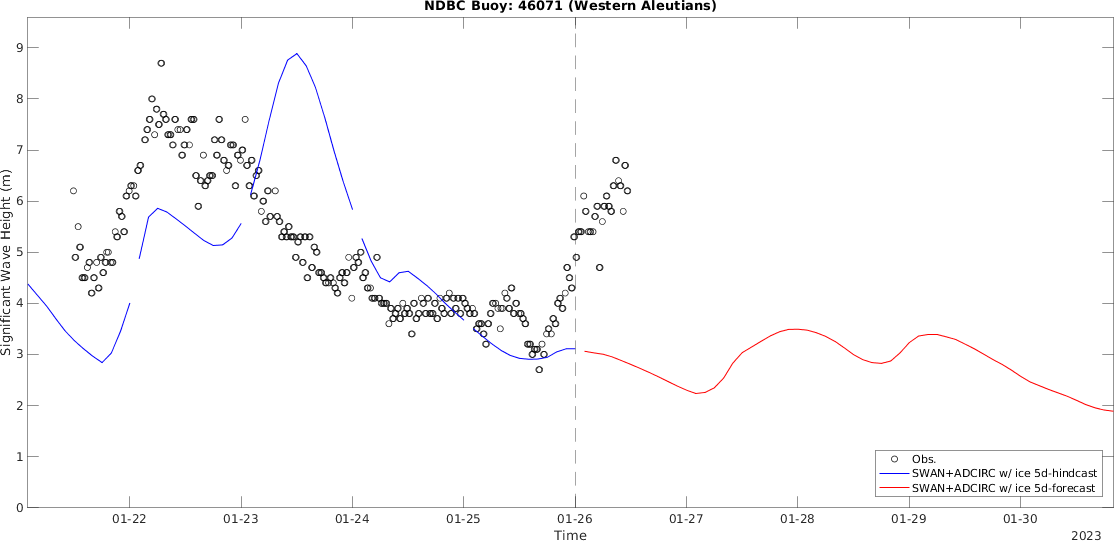 NDBC Buoy: 46071 (Western Aleutians)
Significant Wave Height (m)
9
8
7
6
5
4
3
2
1
0
Obs.
SWAN+ADCIRC w/ ice 5d-hindcast
SWAN+ADCIRC w/ ice 5d-forecast
01-22 01-23 01-24 01-25 01-26 01-27 01-28 01-29 01-30
Time
2023